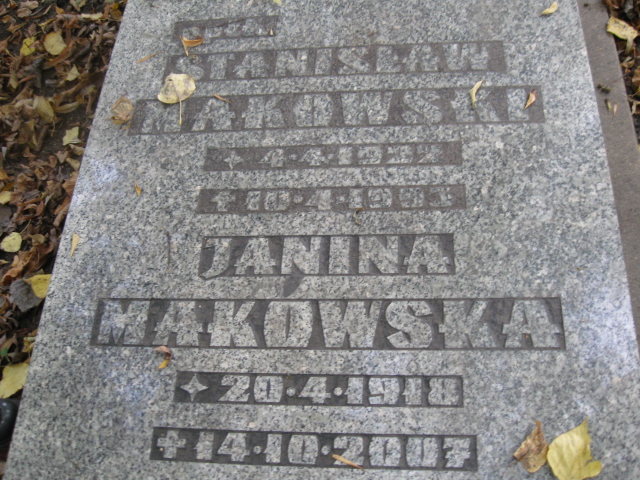 STANISŁAW
MAKOWSKI
JANINA
MAKOWSKA
✦ 20·4·1918
✝ 14·10·2007